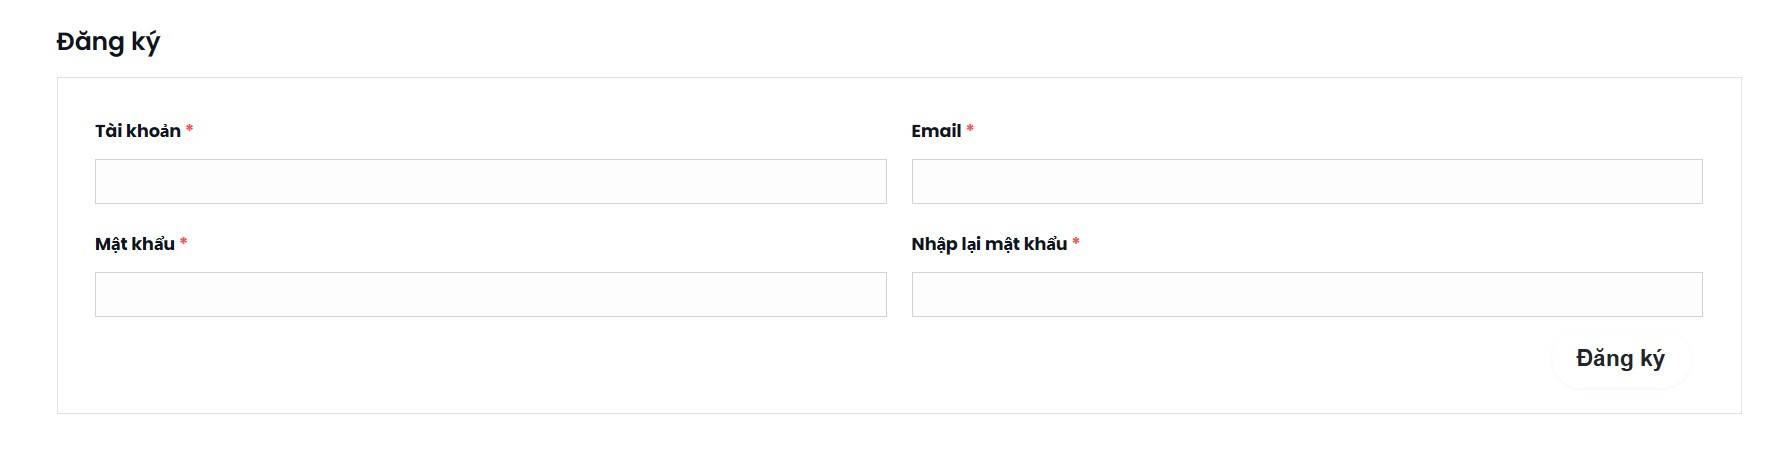 Đăng ký
Tài khoản * Email *
Mật khẩu * Nhập lại mật khẩu *
Đăng ký